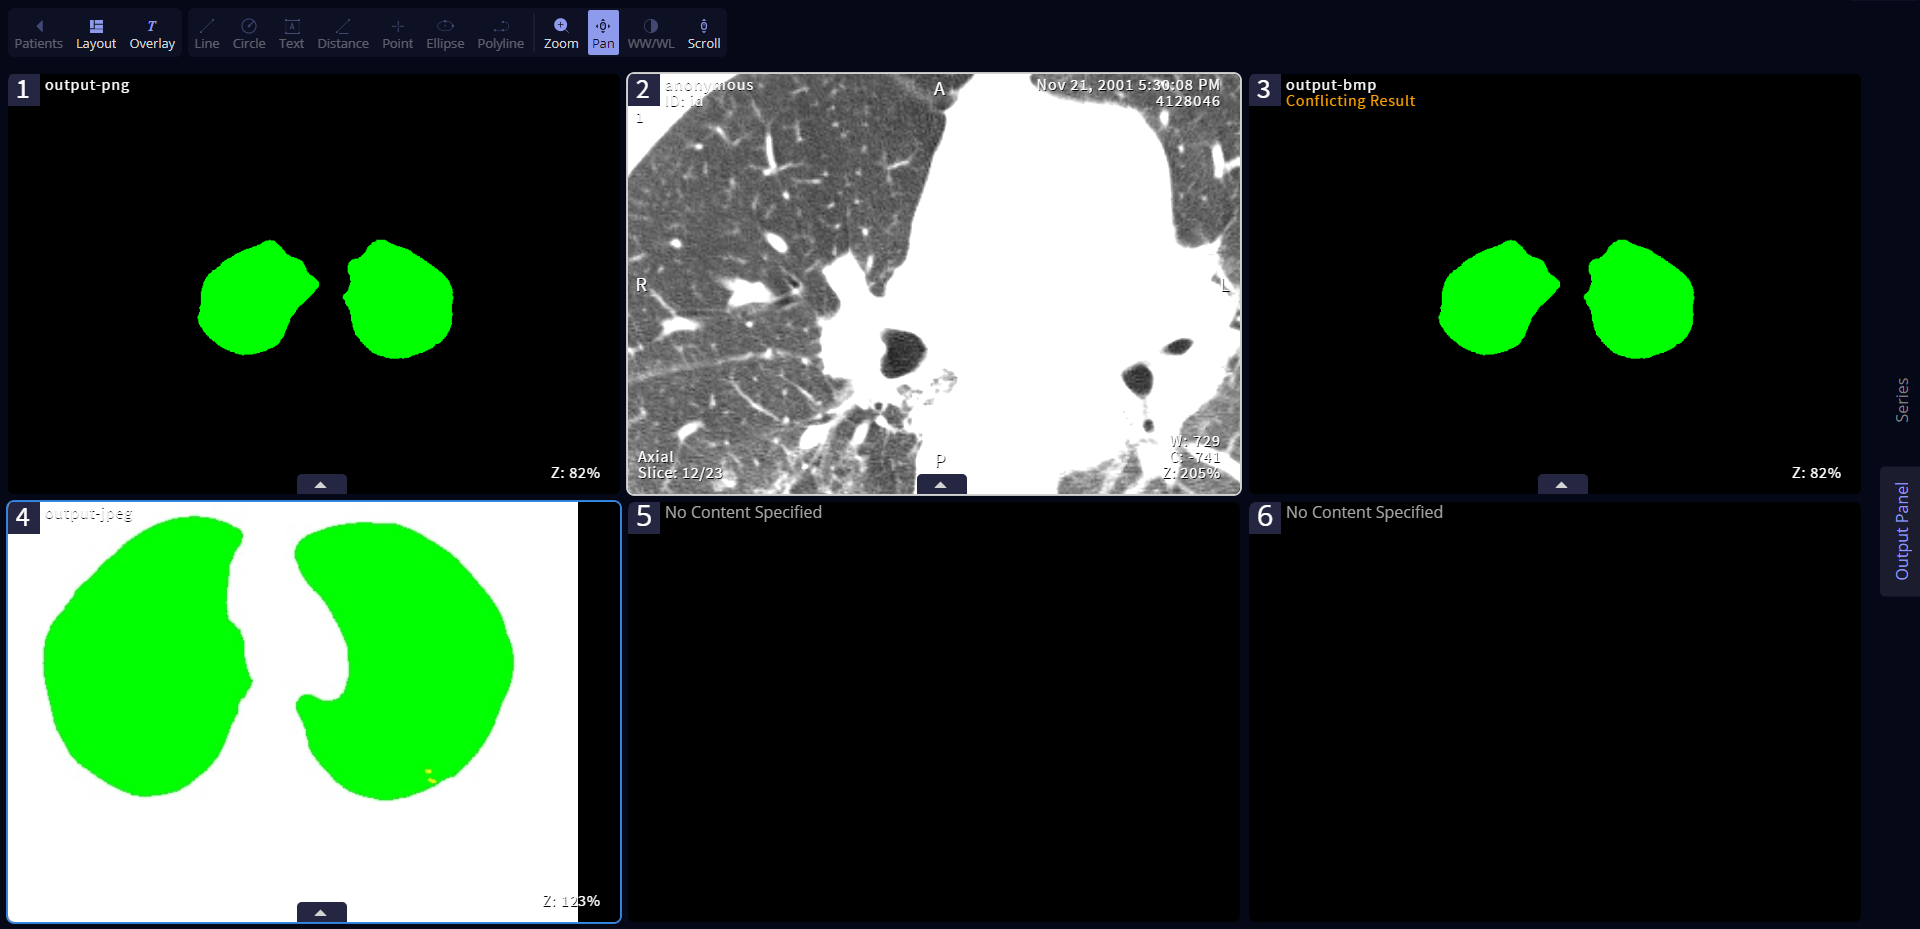 Patients Layout Overlay Line Circle Text Distance Point Ellipse Polyline Zoom Pan WW/WL Scroll
1 output-png
Z: 82%
2 anonymous
ID: id
1
A
Nov 21, 2001 5:30:08 PM
4128046
R
L
Axial
Slice: 12/23
P
W: 729
C: -741
Z: 205%
3 output-bmp
Conflicting Result
Z: 82%
4 output-jpeg
Z: 123%
5 No Content Specified
6 No Content Specified
Series
Output Panel